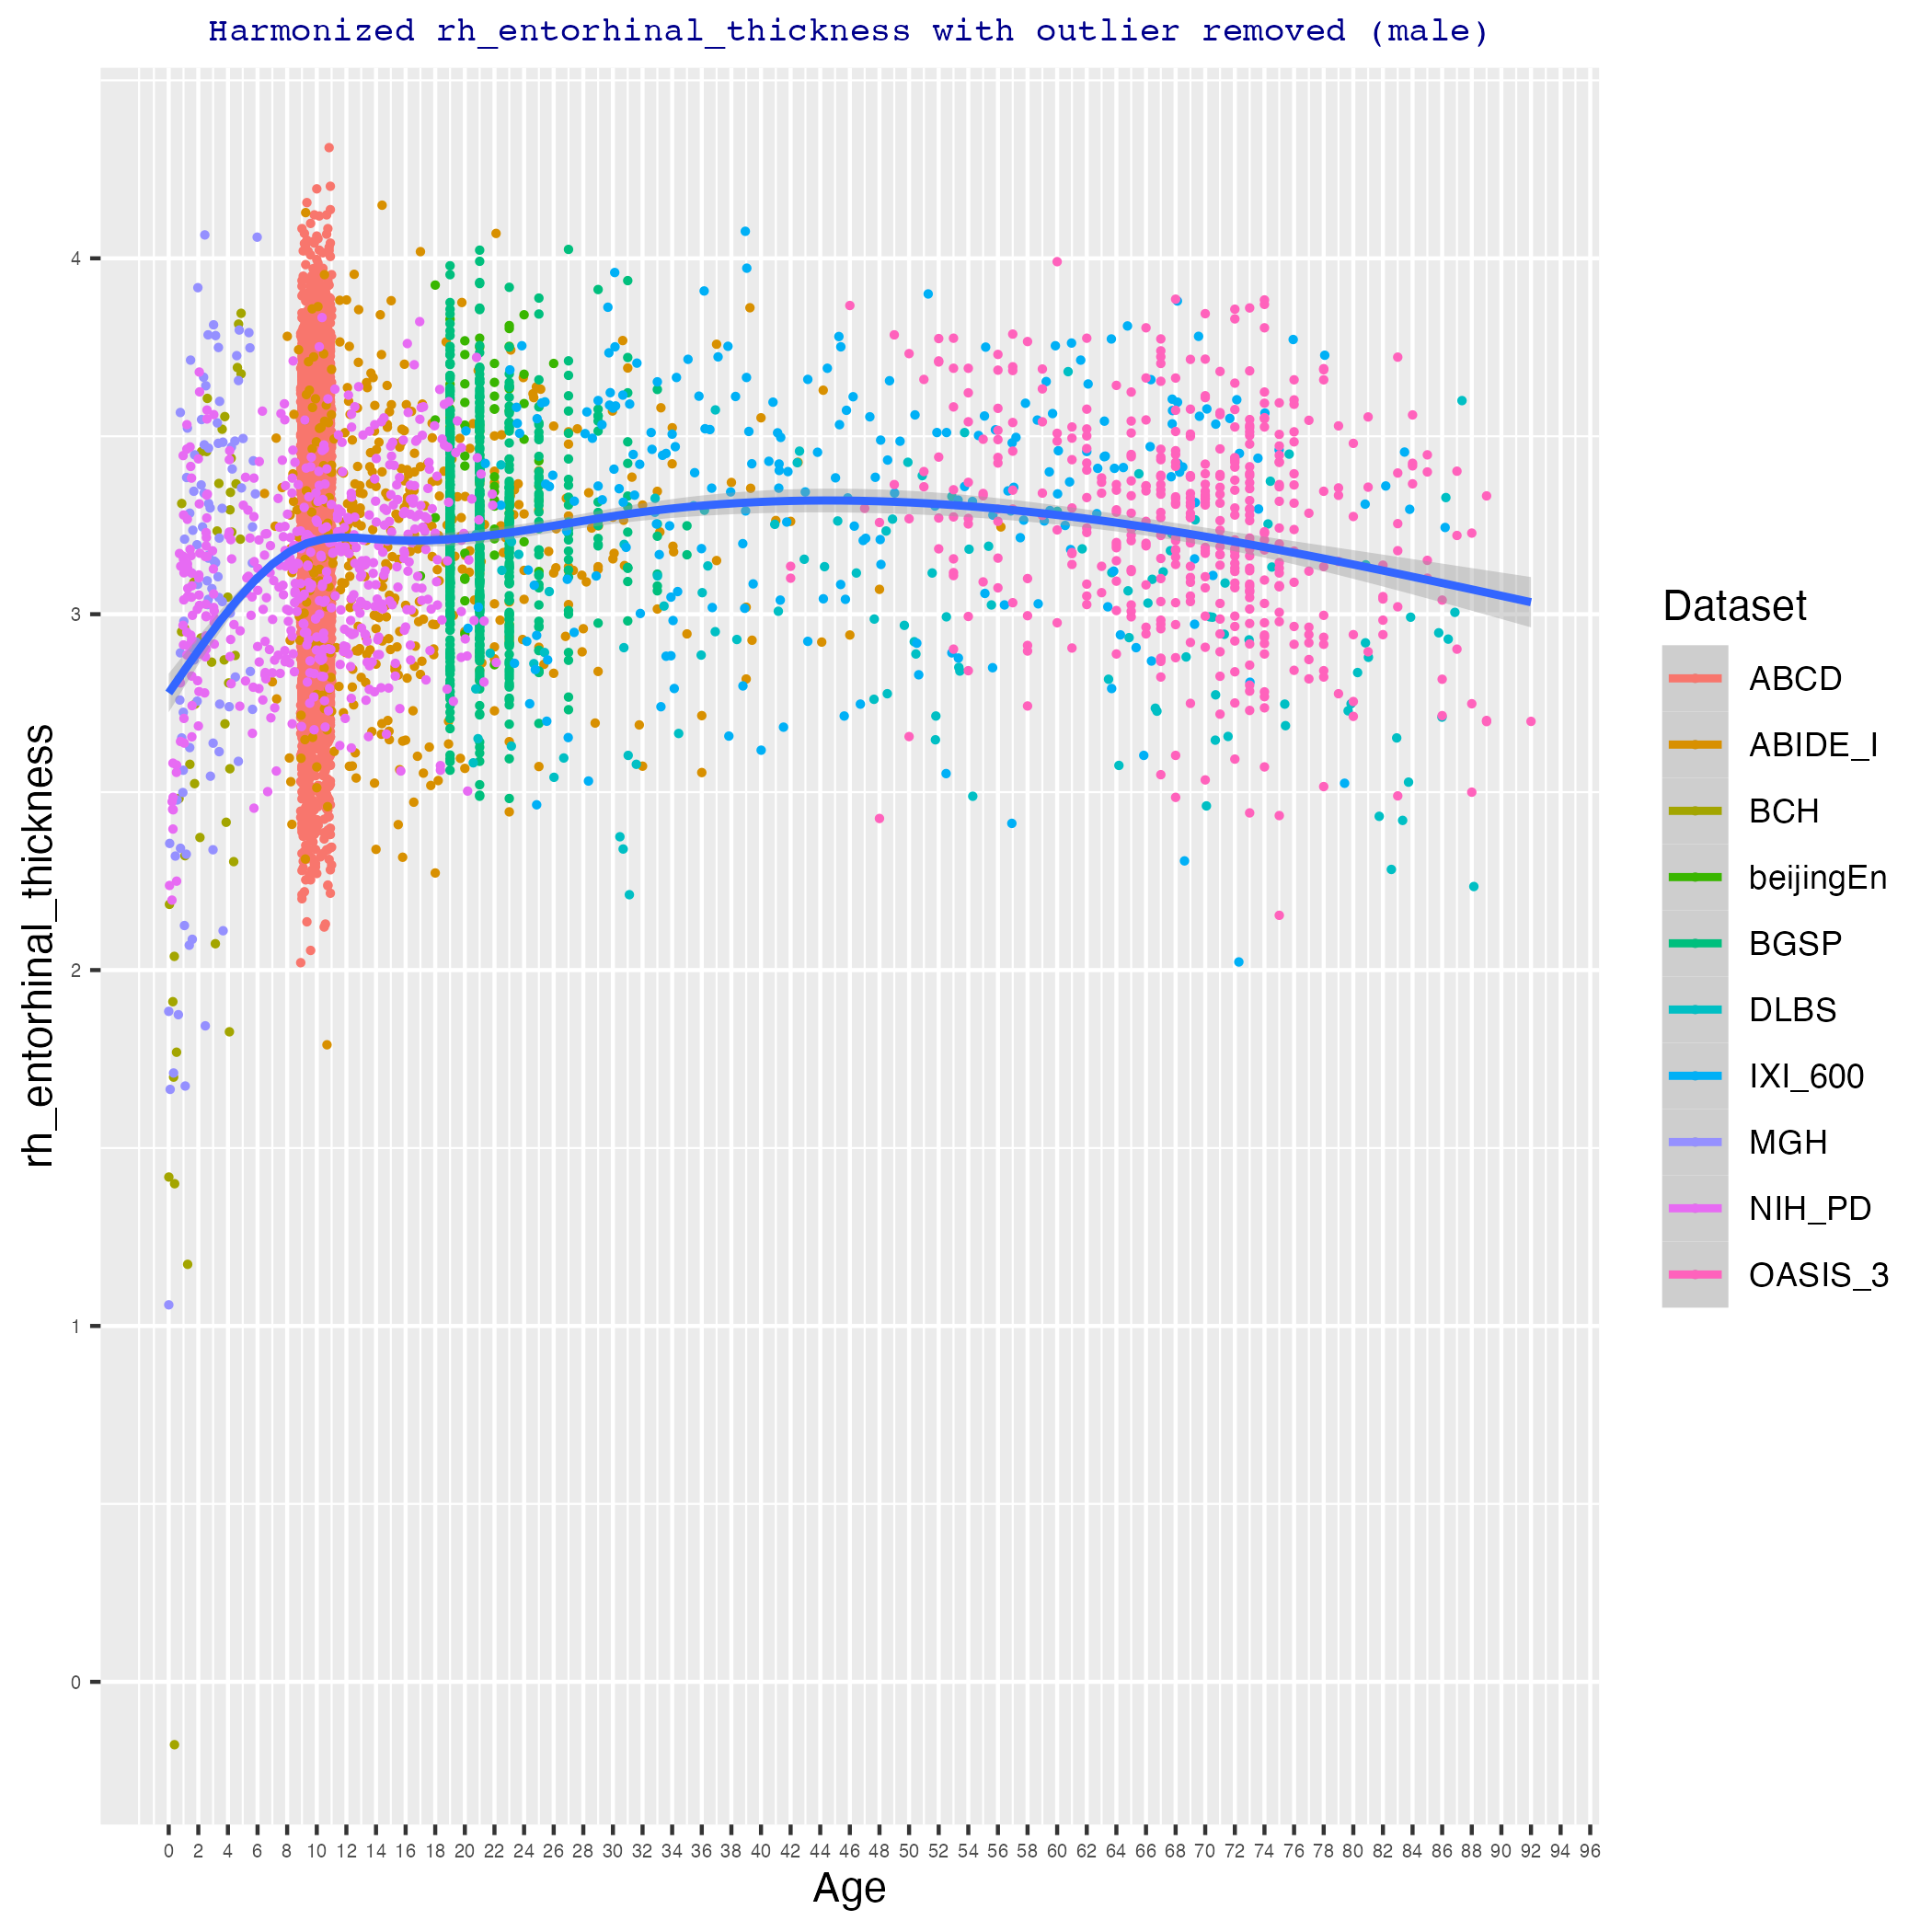 Harmonized rh_entorhinal_thickness with outlier removed (male)
rh_entorhinal_thickness
4
3
2
1
0
0 2 4 6 8 10 12 14 16 18 20 22 24 26 28 30 32 34 36 38 40 42 44 46 48 50 52 54 56 58 60 62 64 66 68 70 72 74 76 78 80 82 84 86 88 90 92 94 96
Age
Dataset
ABCD
ABIDE_I
BCH
beijingEn
BGSP
DLBS
IXI_600
MGH
NIH_PD
OASIS_3